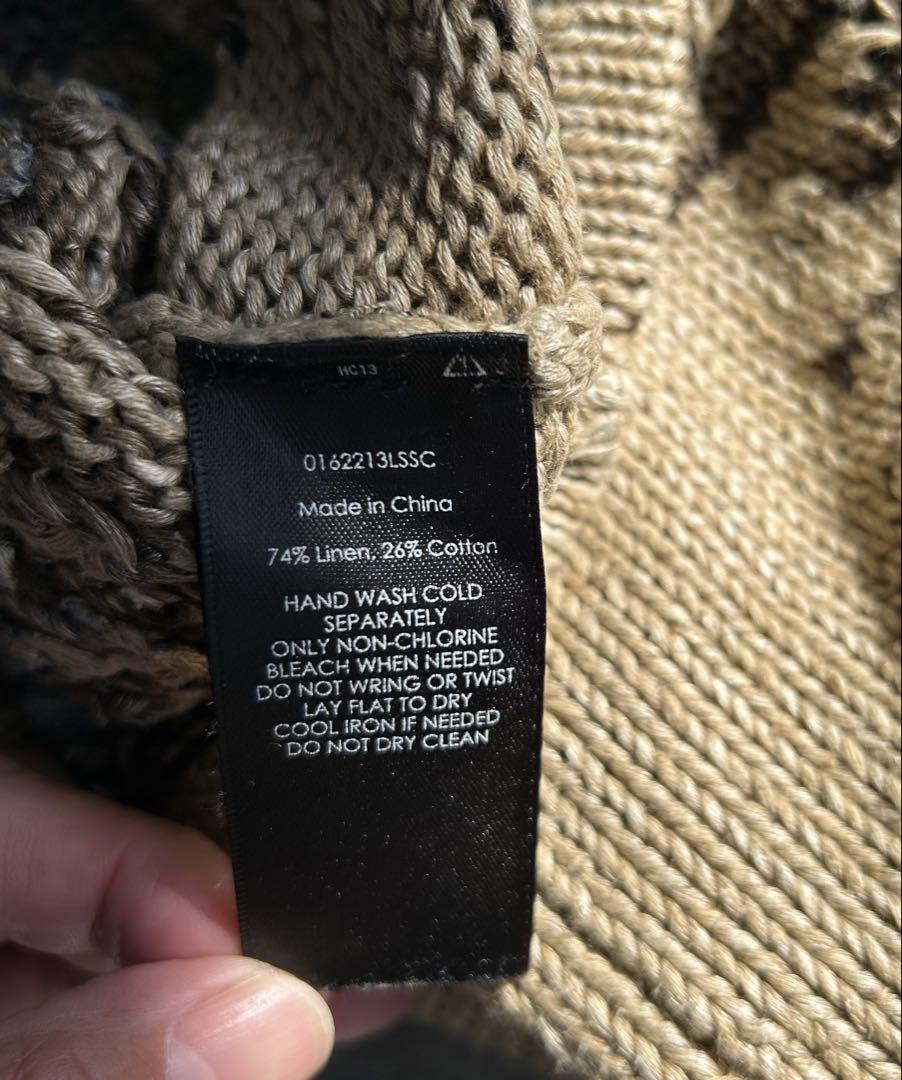 HC13
0162213LSSC
Made in China
74% Linen, 26% Cotton
HAND WASH COLD
SEPARATELY
ONLY NON-CHLORINE
BLEACH WHEN NEEDED
DO NOT WRING OR TWIST
LAY FLAT TO DRY
COOL IRON IF NEEDED
DO NOT DRY CLEAN